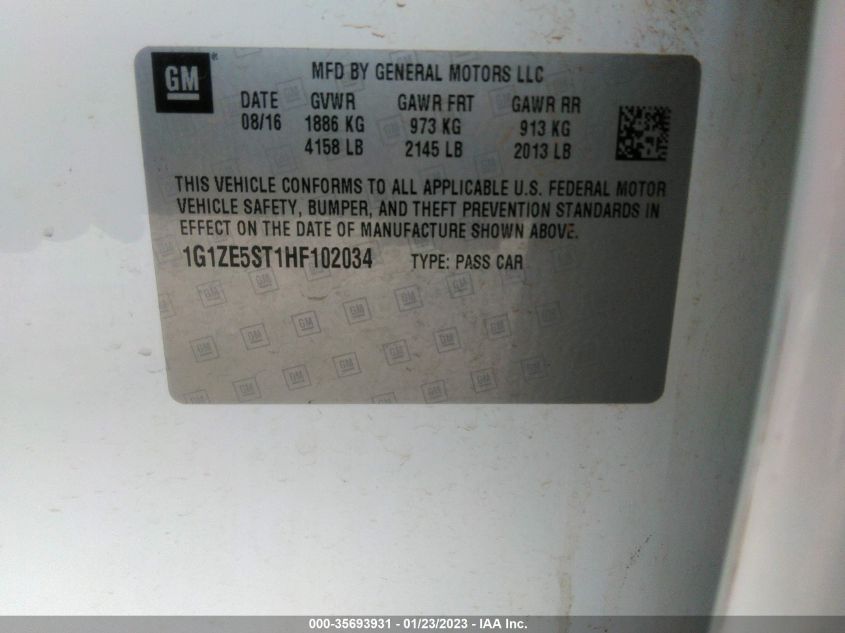 GM® MFD BY GENERAL MOTORS LLC
DATE GVWR GAWR FRT GAWR RR
08/16 1886 KG 973 KG 913 KG
4158 LB 2145 LB 2013 LB
THIS VEHICLE CONFORMS TO ALL APPLICABLE U.S. FEDERAL MOTOR
VEHICLE SAFETY, BUMPER, AND THEFT PREVENTION STANDARDS IN
EFFECT ON THE DATE OF MANUFACTURE SHOWN ABOVE.
1G1ZE5ST1HF102034 TYPE: PASS CAR
000-35693931 - 01/23/2023 - IAA Inc.